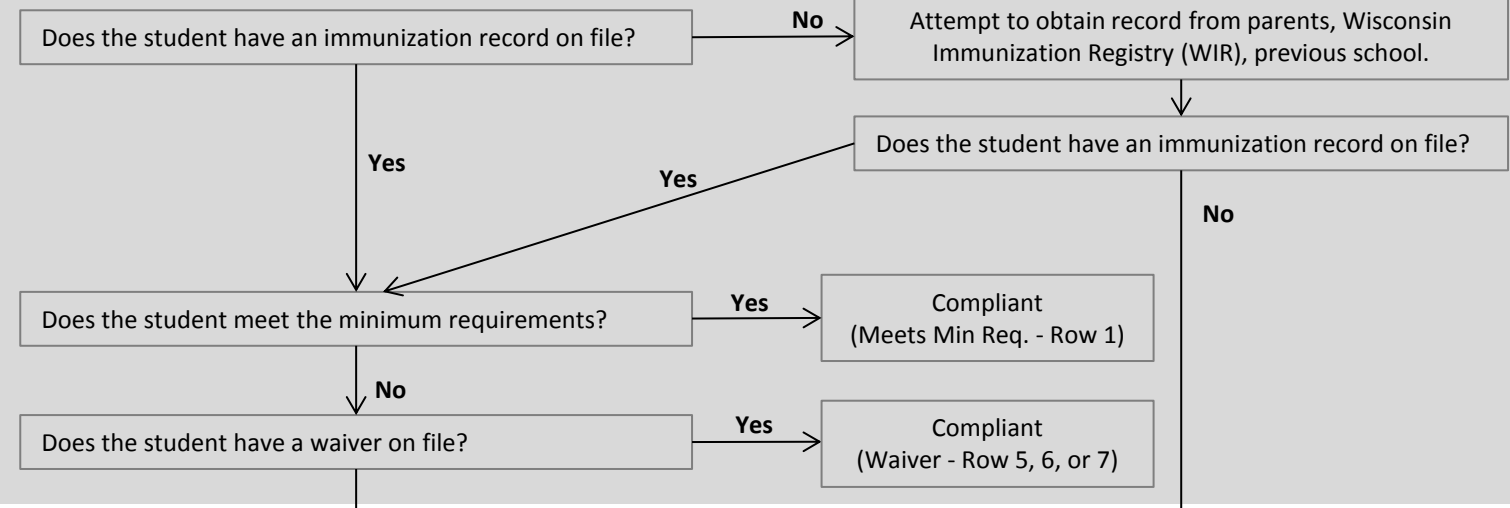 Does the student have an immunization record on file?
No
Attempt to obtain record from parents, Wisconsin
Immunization Registry (WIR), previous school.
Does the student have an immunization record on file?
Yes
Yes
No
Does the student meet the minimum requirements?
Yes
Compliant
(Meets Min Req. - Row 1)
No
Does the student have a waiver on file?
Yes
Compliant
(Waiver - Row 5, 6, or 7)